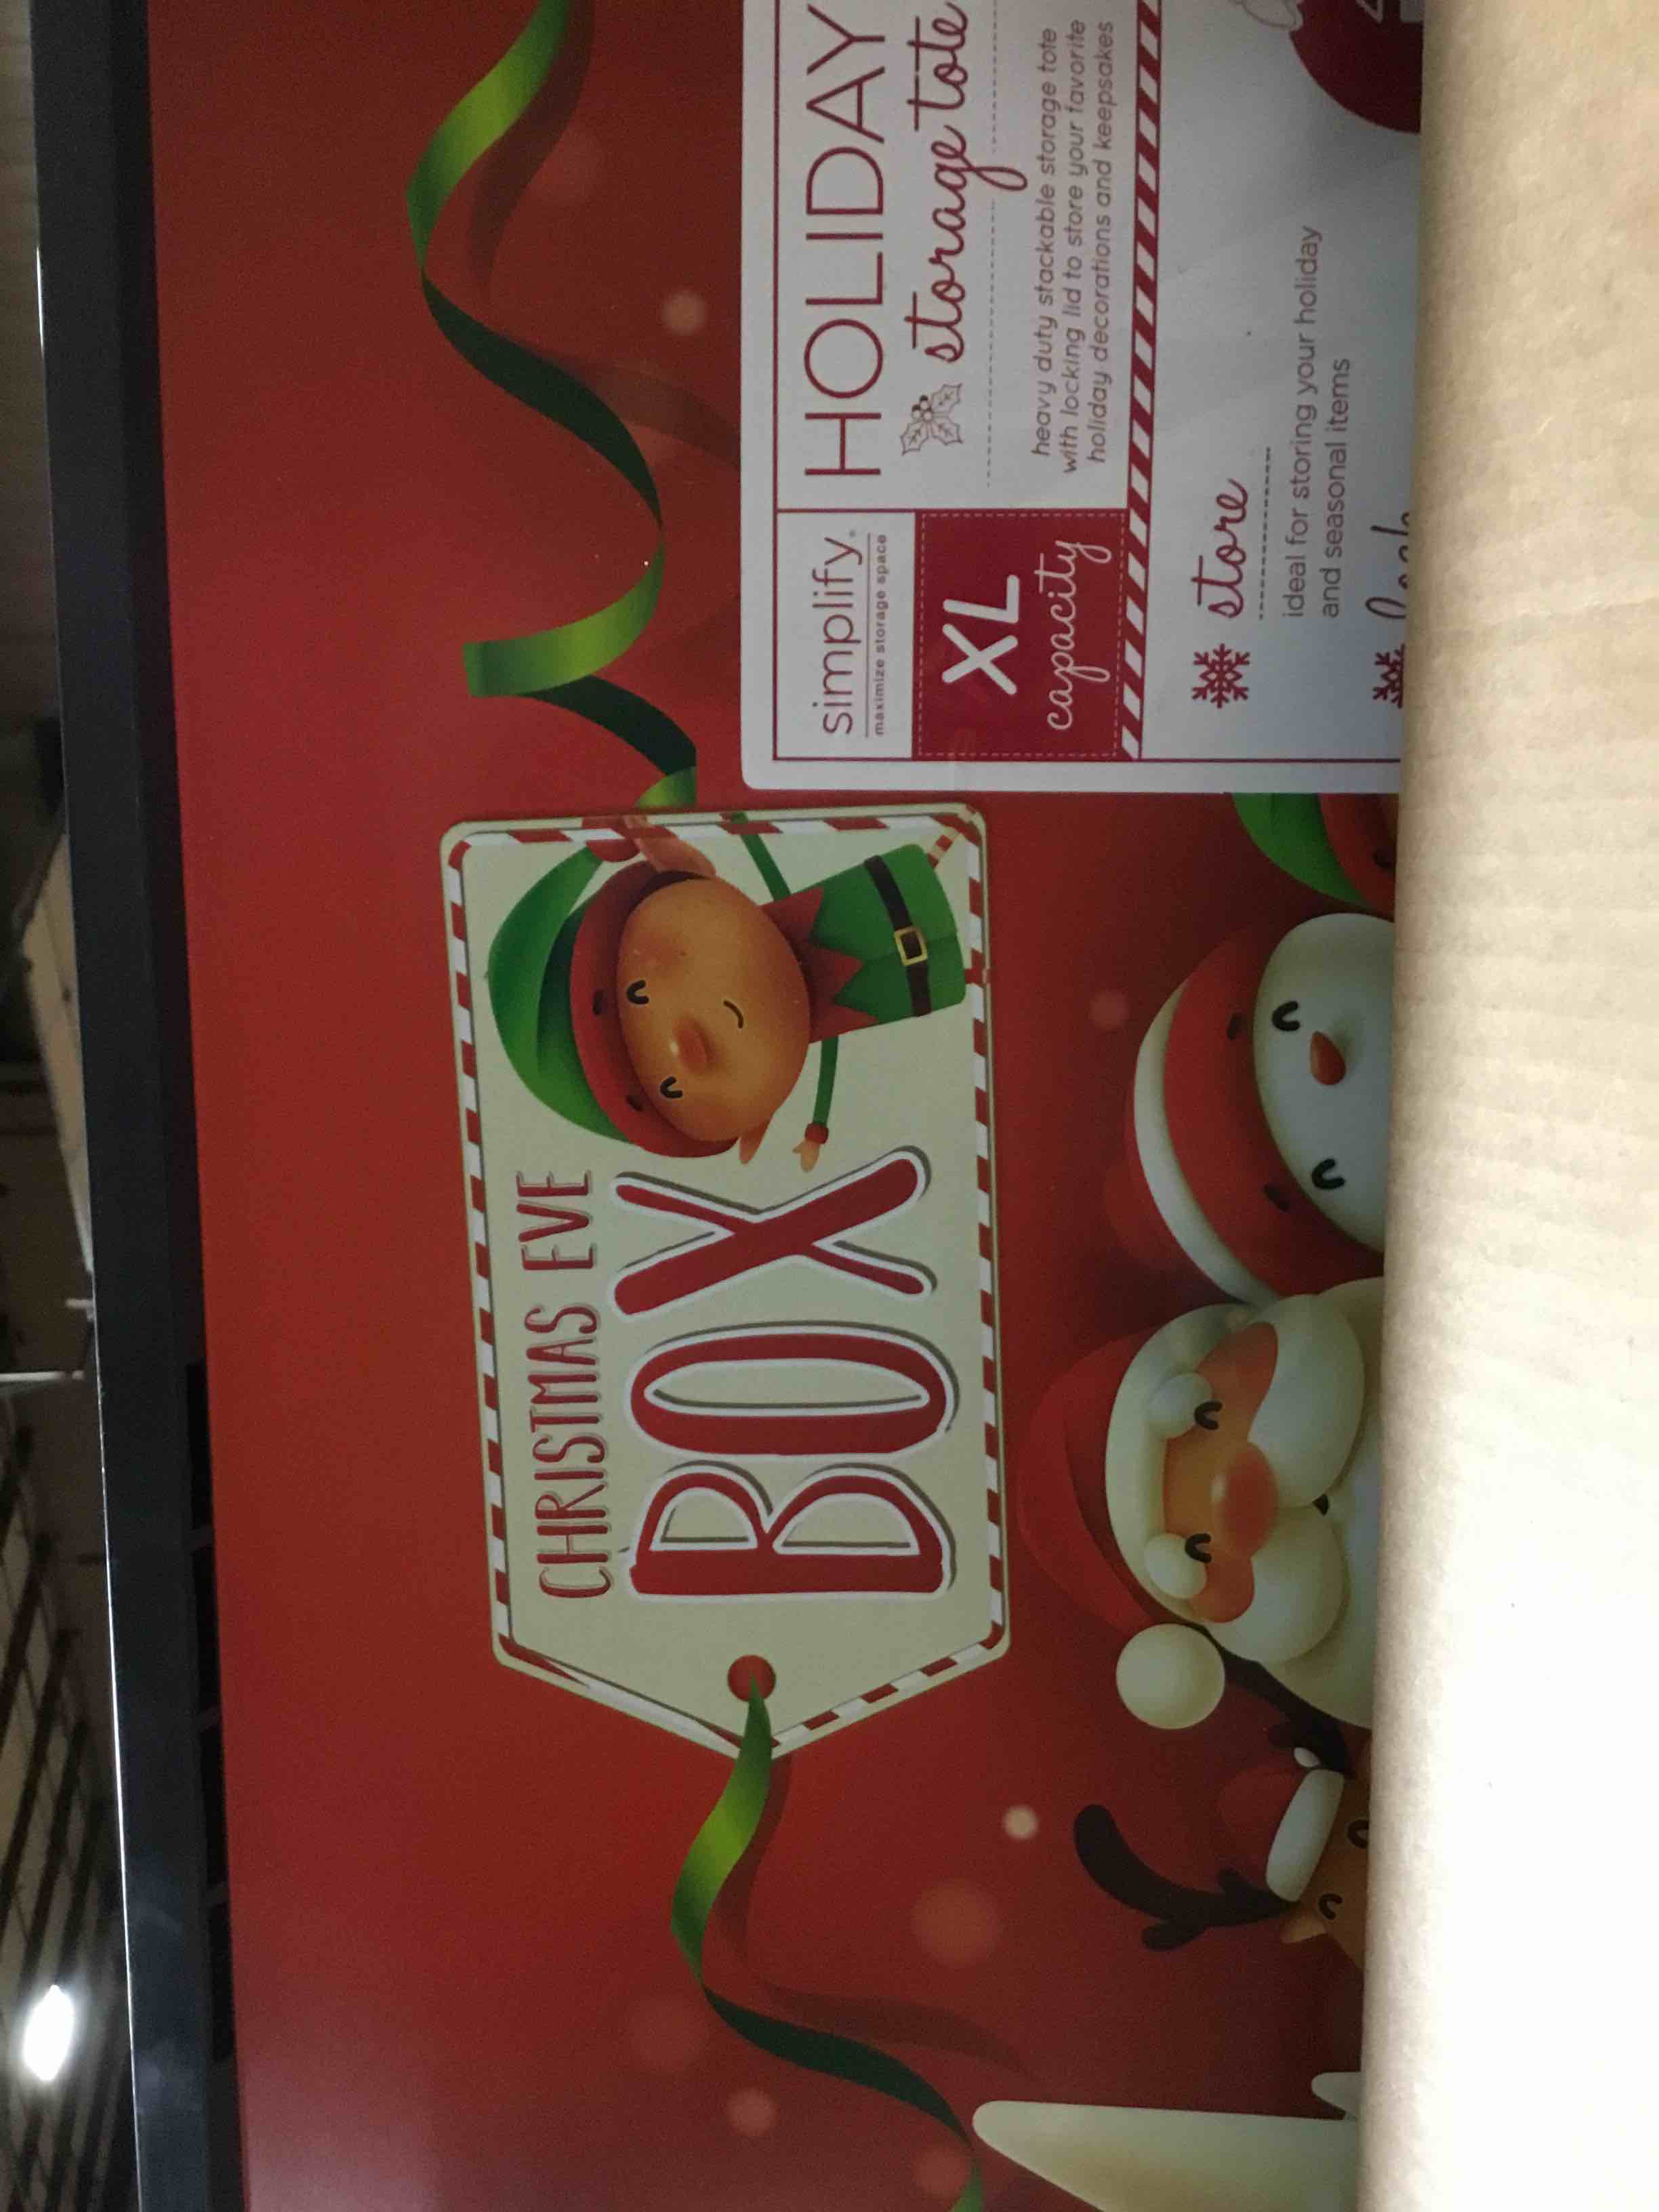 CHRISTMAS EVE
BOX
simplify
maximize storage space
XL
capacity
HOLIDAY
storage tote
heavy duty stackable storage tote
with locking lid to store your favorite
holiday decorations and keepsakes
store
ideal for storing your holiday
and seasonal items